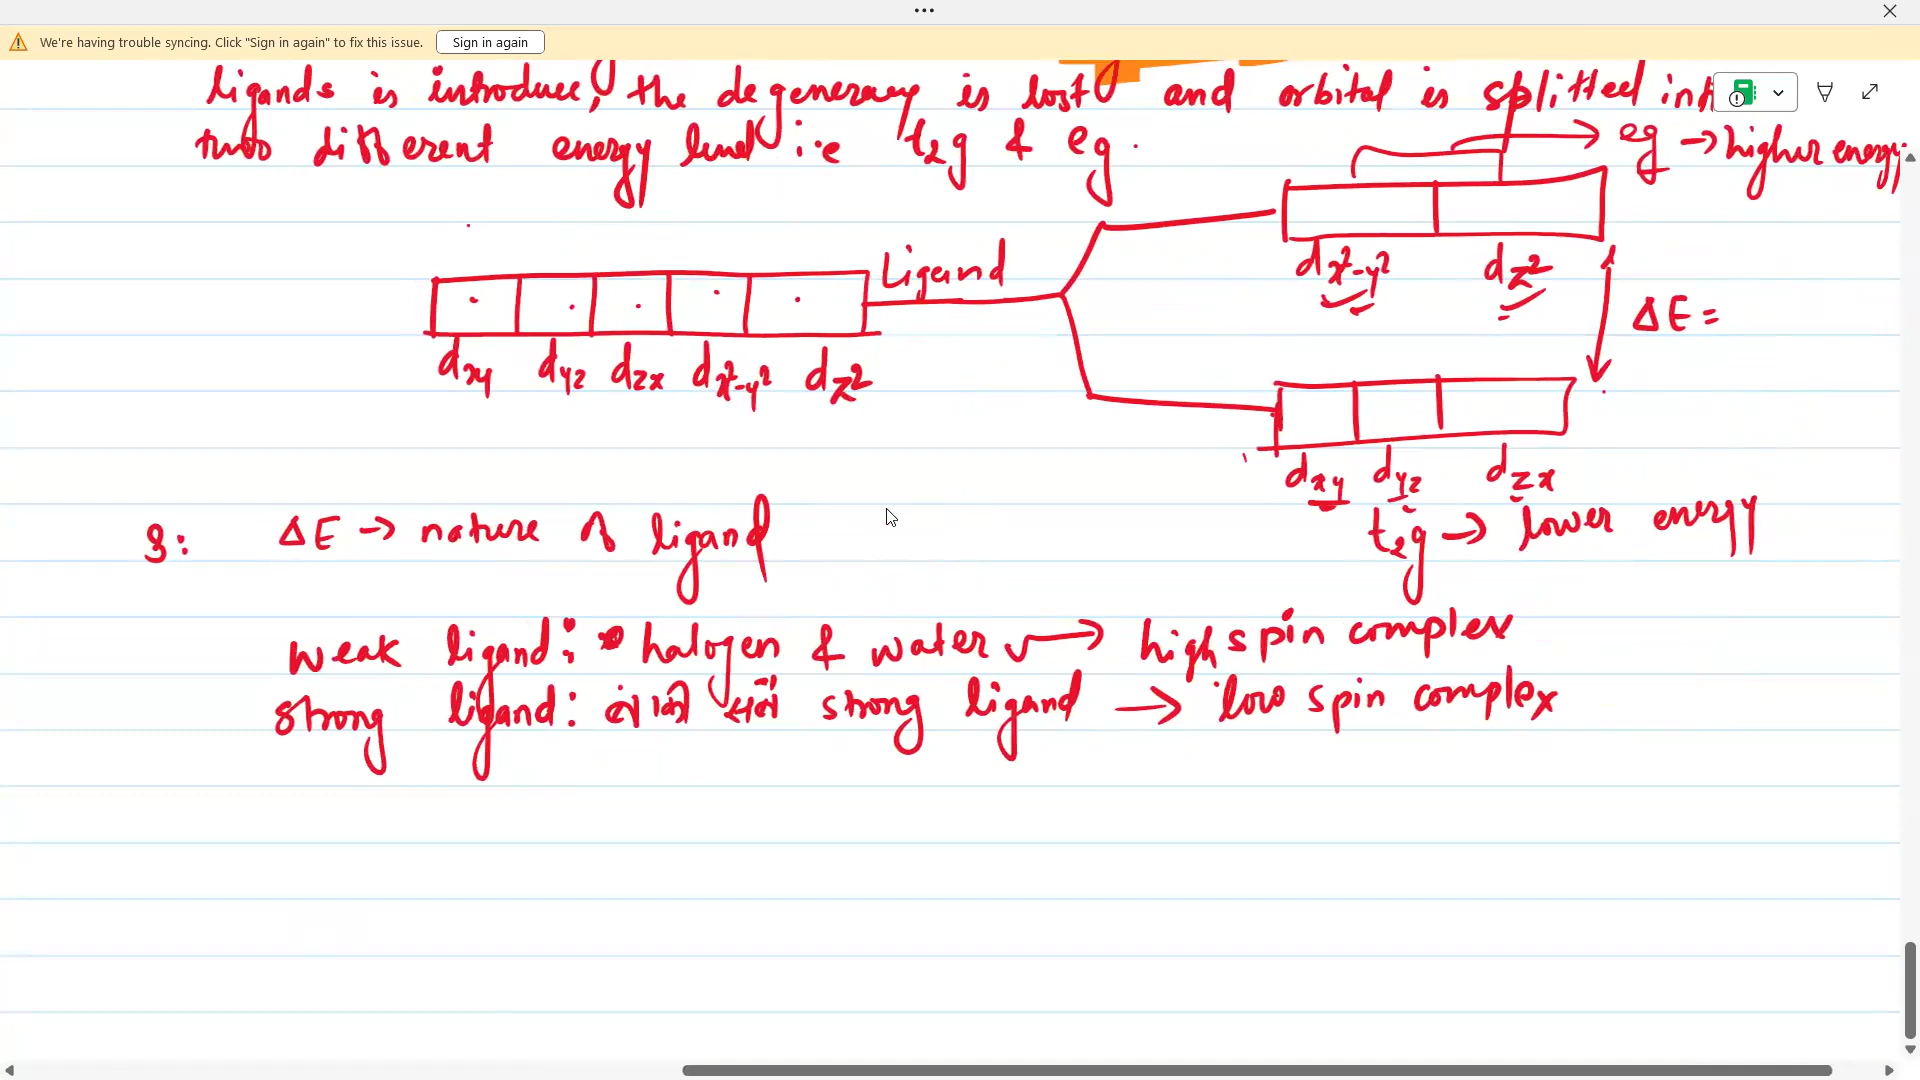 We're having trouble syncing. Click "Sign in again" to fix this issue. Sign in again
ligands is introduce, the degeneracy is lost and orbital is splitted int
two different energy level i.e t₂g & eg.
eg → higher energy
Ligand
dx²-y² dz²
ΔE =
dxy dyz dzx dx²-y² dz²
dxy dyz dzx
t₂g → lower energy
3: ΔE → nature of ligand
weak ligand: halogen & water → high spin complex
strong ligand: strong ligand → low spin complex